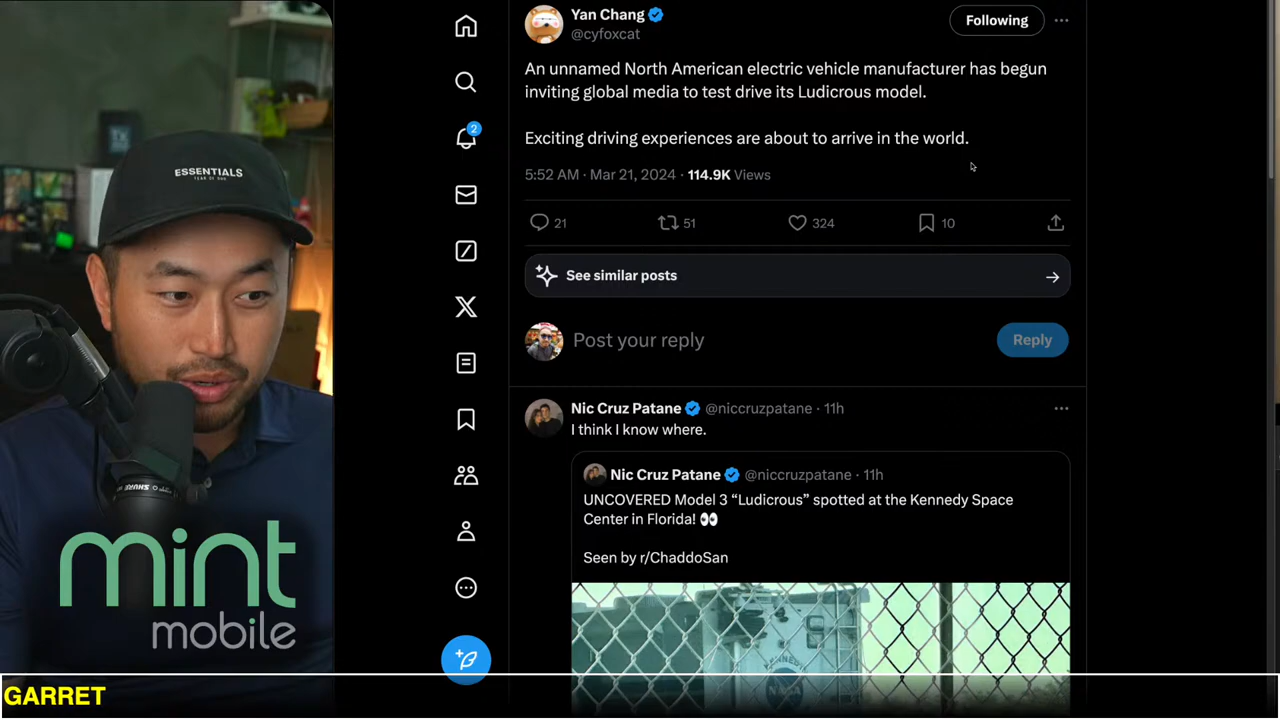 Yan Chang
@cyfoxcat
Following
An unnamed North American electric vehicle manufacturer has begun
inviting global media to test drive its Ludicrous model.
Exciting driving experiences are about to arrive in the world.
5:52 AM · Mar 21, 2024 · 114.9K Views
21
51
324
10
See similar posts
Post your reply
Reply
Nic Cruz Patane @niccruzpatane · 11h
I think I know where.
Nic Cruz Patane @niccruzpatane · 11h
UNCOVERED Model 3 “Ludicrous” spotted at the Kennedy Space
Center in Florida! 👀
Seen by r/ChaddoSan
2
ESSENTIALS
SHURE
mint
mobile
GARRET